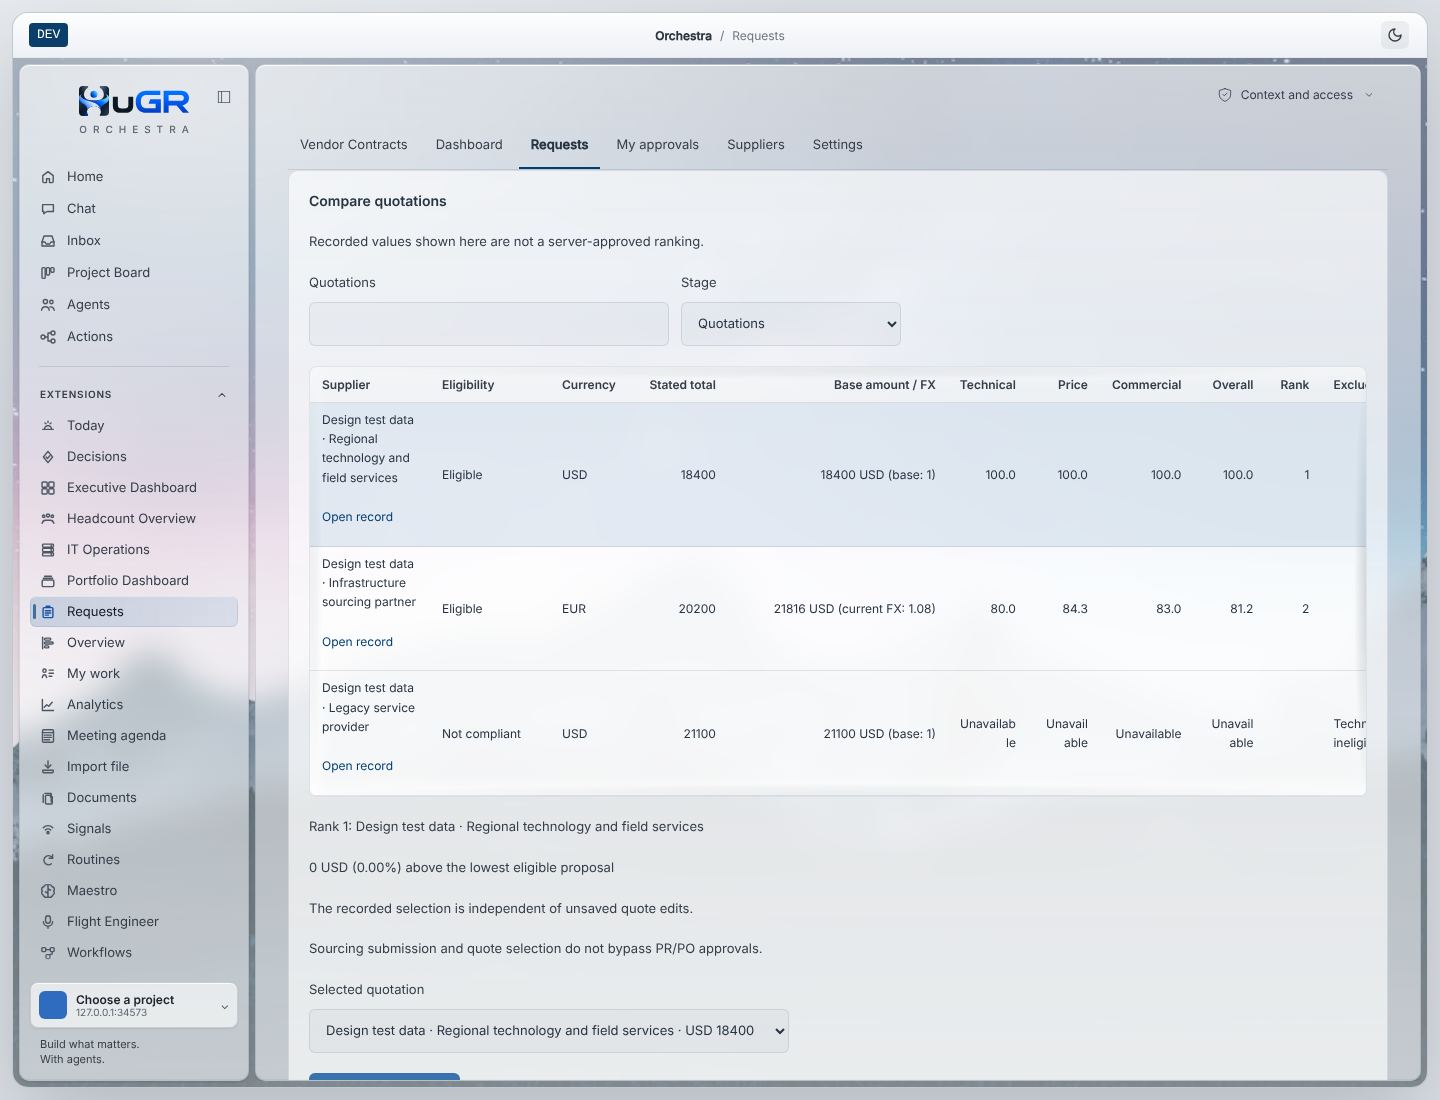 DEV
Orchestra / Requests
HuGR
ORCHESTRA
Context and access
Home
Chat
Inbox
Project Board
Agents
Actions
EXTENSIONS
Today
Decisions
Executive Dashboard
Headcount Overview
IT Operations
Portfolio Dashboard
Requests
Overview
My work
Analytics
Meeting agenda
Import file
Documents
Signals
Routines
Maestro
Flight Engineer
Workflows
Choose a project
127.0.0.1:34573
Build what matters.
With agents.
Vendor Contracts Dashboard Requests My approvals Suppliers Settings
Compare quotations
Recorded values shown here are not a server-approved ranking.
Quotations Stage
Quotations
Supplier Eligibility Currency Stated total Base amount / FX Technical Price Commercial Overall Rank Exclu
Design test data
· Regional
technology and
field services
Eligible USD 18400 18400 USD (base: 1) 100.0 100.0 100.0 100.0 1
Open record
Design test data
· Infrastructure
sourcing partner
Eligible EUR 20200 21816 USD (current FX: 1.08) 80.0 84.3 83.0 81.2 2
Open record
Design test data
· Legacy service
provider
Not compliant USD 21100 21100 USD (base: 1) Unavailab Unavail Unavailable Unavail Techn
le able able ineligi
Open record
Rank 1: Design test data · Regional technology and field services
0 USD (0.00%) above the lowest eligible proposal
The recorded selection is independent of unsaved quote edits.
Sourcing submission and quote selection do not bypass PR/PO approvals.
Selected quotation
Design test data · Regional technology and field services · USD 18400